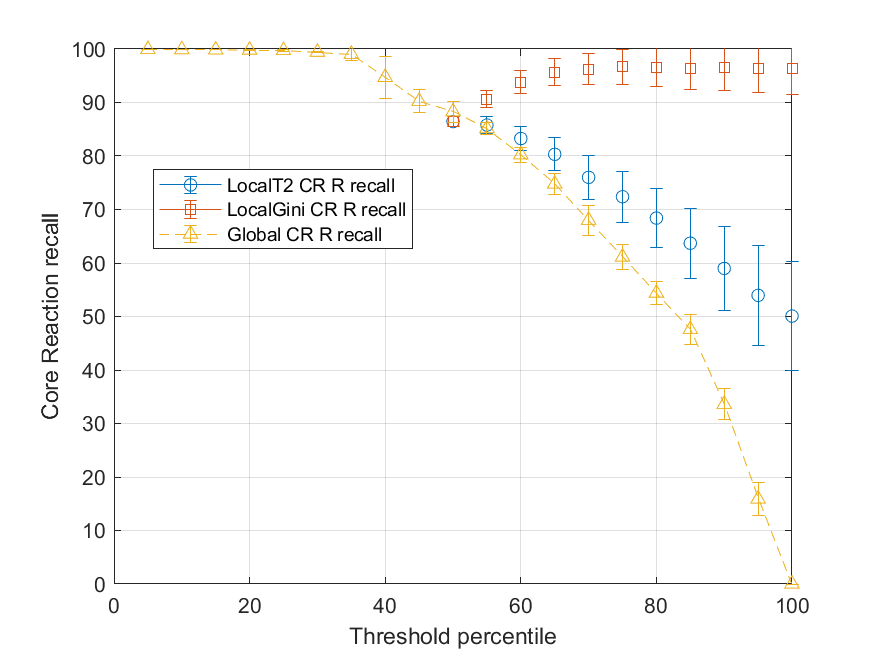 100
90
80
70
60
50
40
30
20
10
0
Core Reaction recall
LocalT2 CR R recall
LocalGini CR R recall
Global CR R recall
0 20 40 60 80 100
Threshold percentile